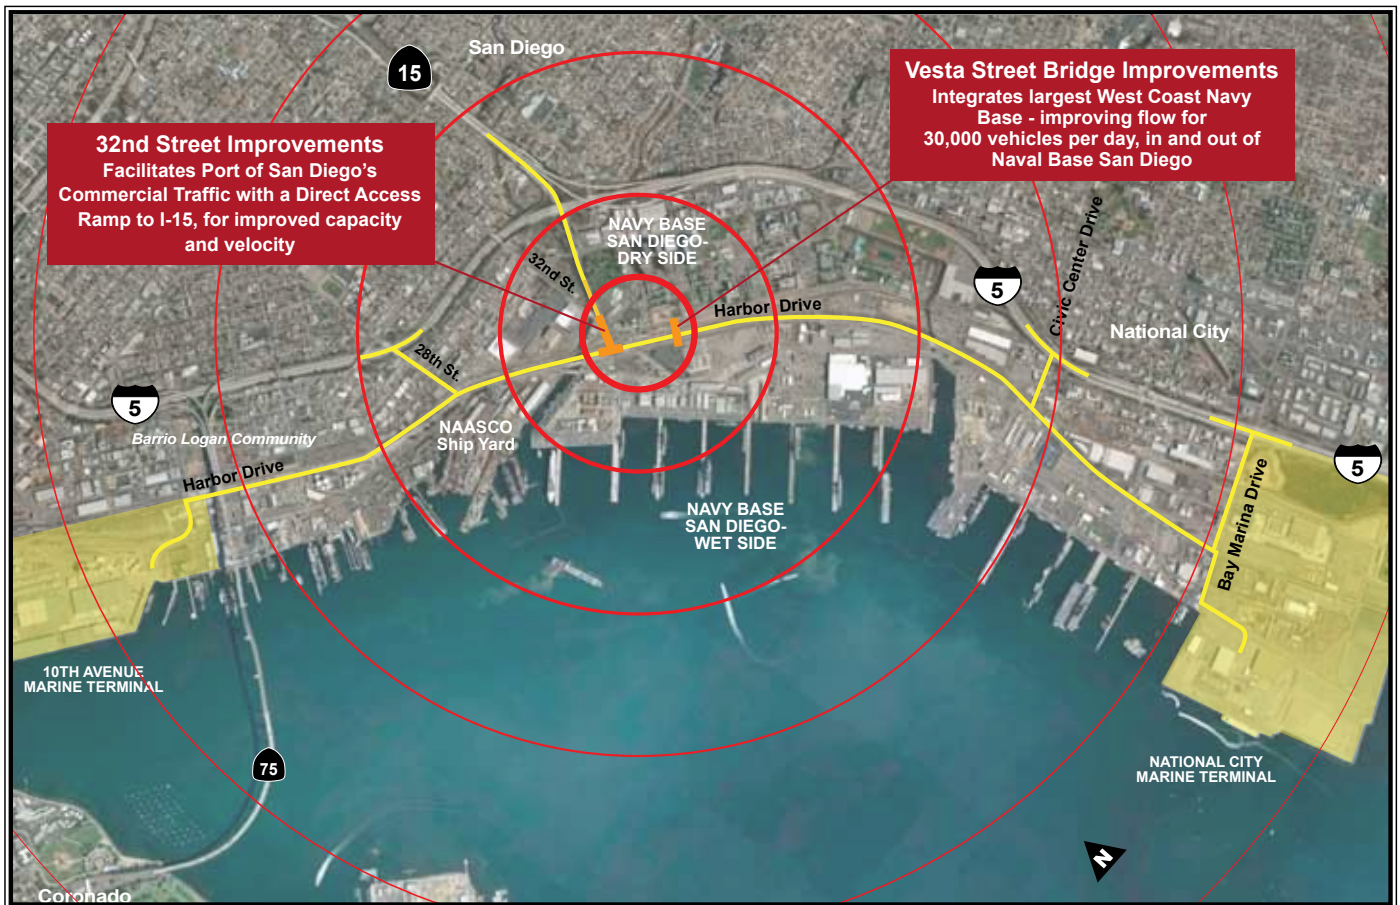 San Diego
15
Vesta Street Bridge Improvements
Integrates largest West Coast Navy
Base - improving flow for
30,000 vehicles per day, in and out of
Naval Base San Diego
32nd Street Improvements
Facilitates Port of San Diego's
Commercial Traffic with a Direct Access
Ramp to I-15, for improved capacity
and velocity
NAVY BASE
SAN DIEGO-
DRY SIDE
32nd St.
Harbor Drive
Civic Center Drive
5
National City
28th St.
5
Barrio Logan Community
NAASCO
Ship Yard
Harbor Drive
5
Bay Marina Drive
NAVY BASE
SAN DIEGO-
WET SIDE
10TH AVENUE
MARINE TERMINAL
75
NATIONAL CITY
MARINE TERMINAL
N
Coronado